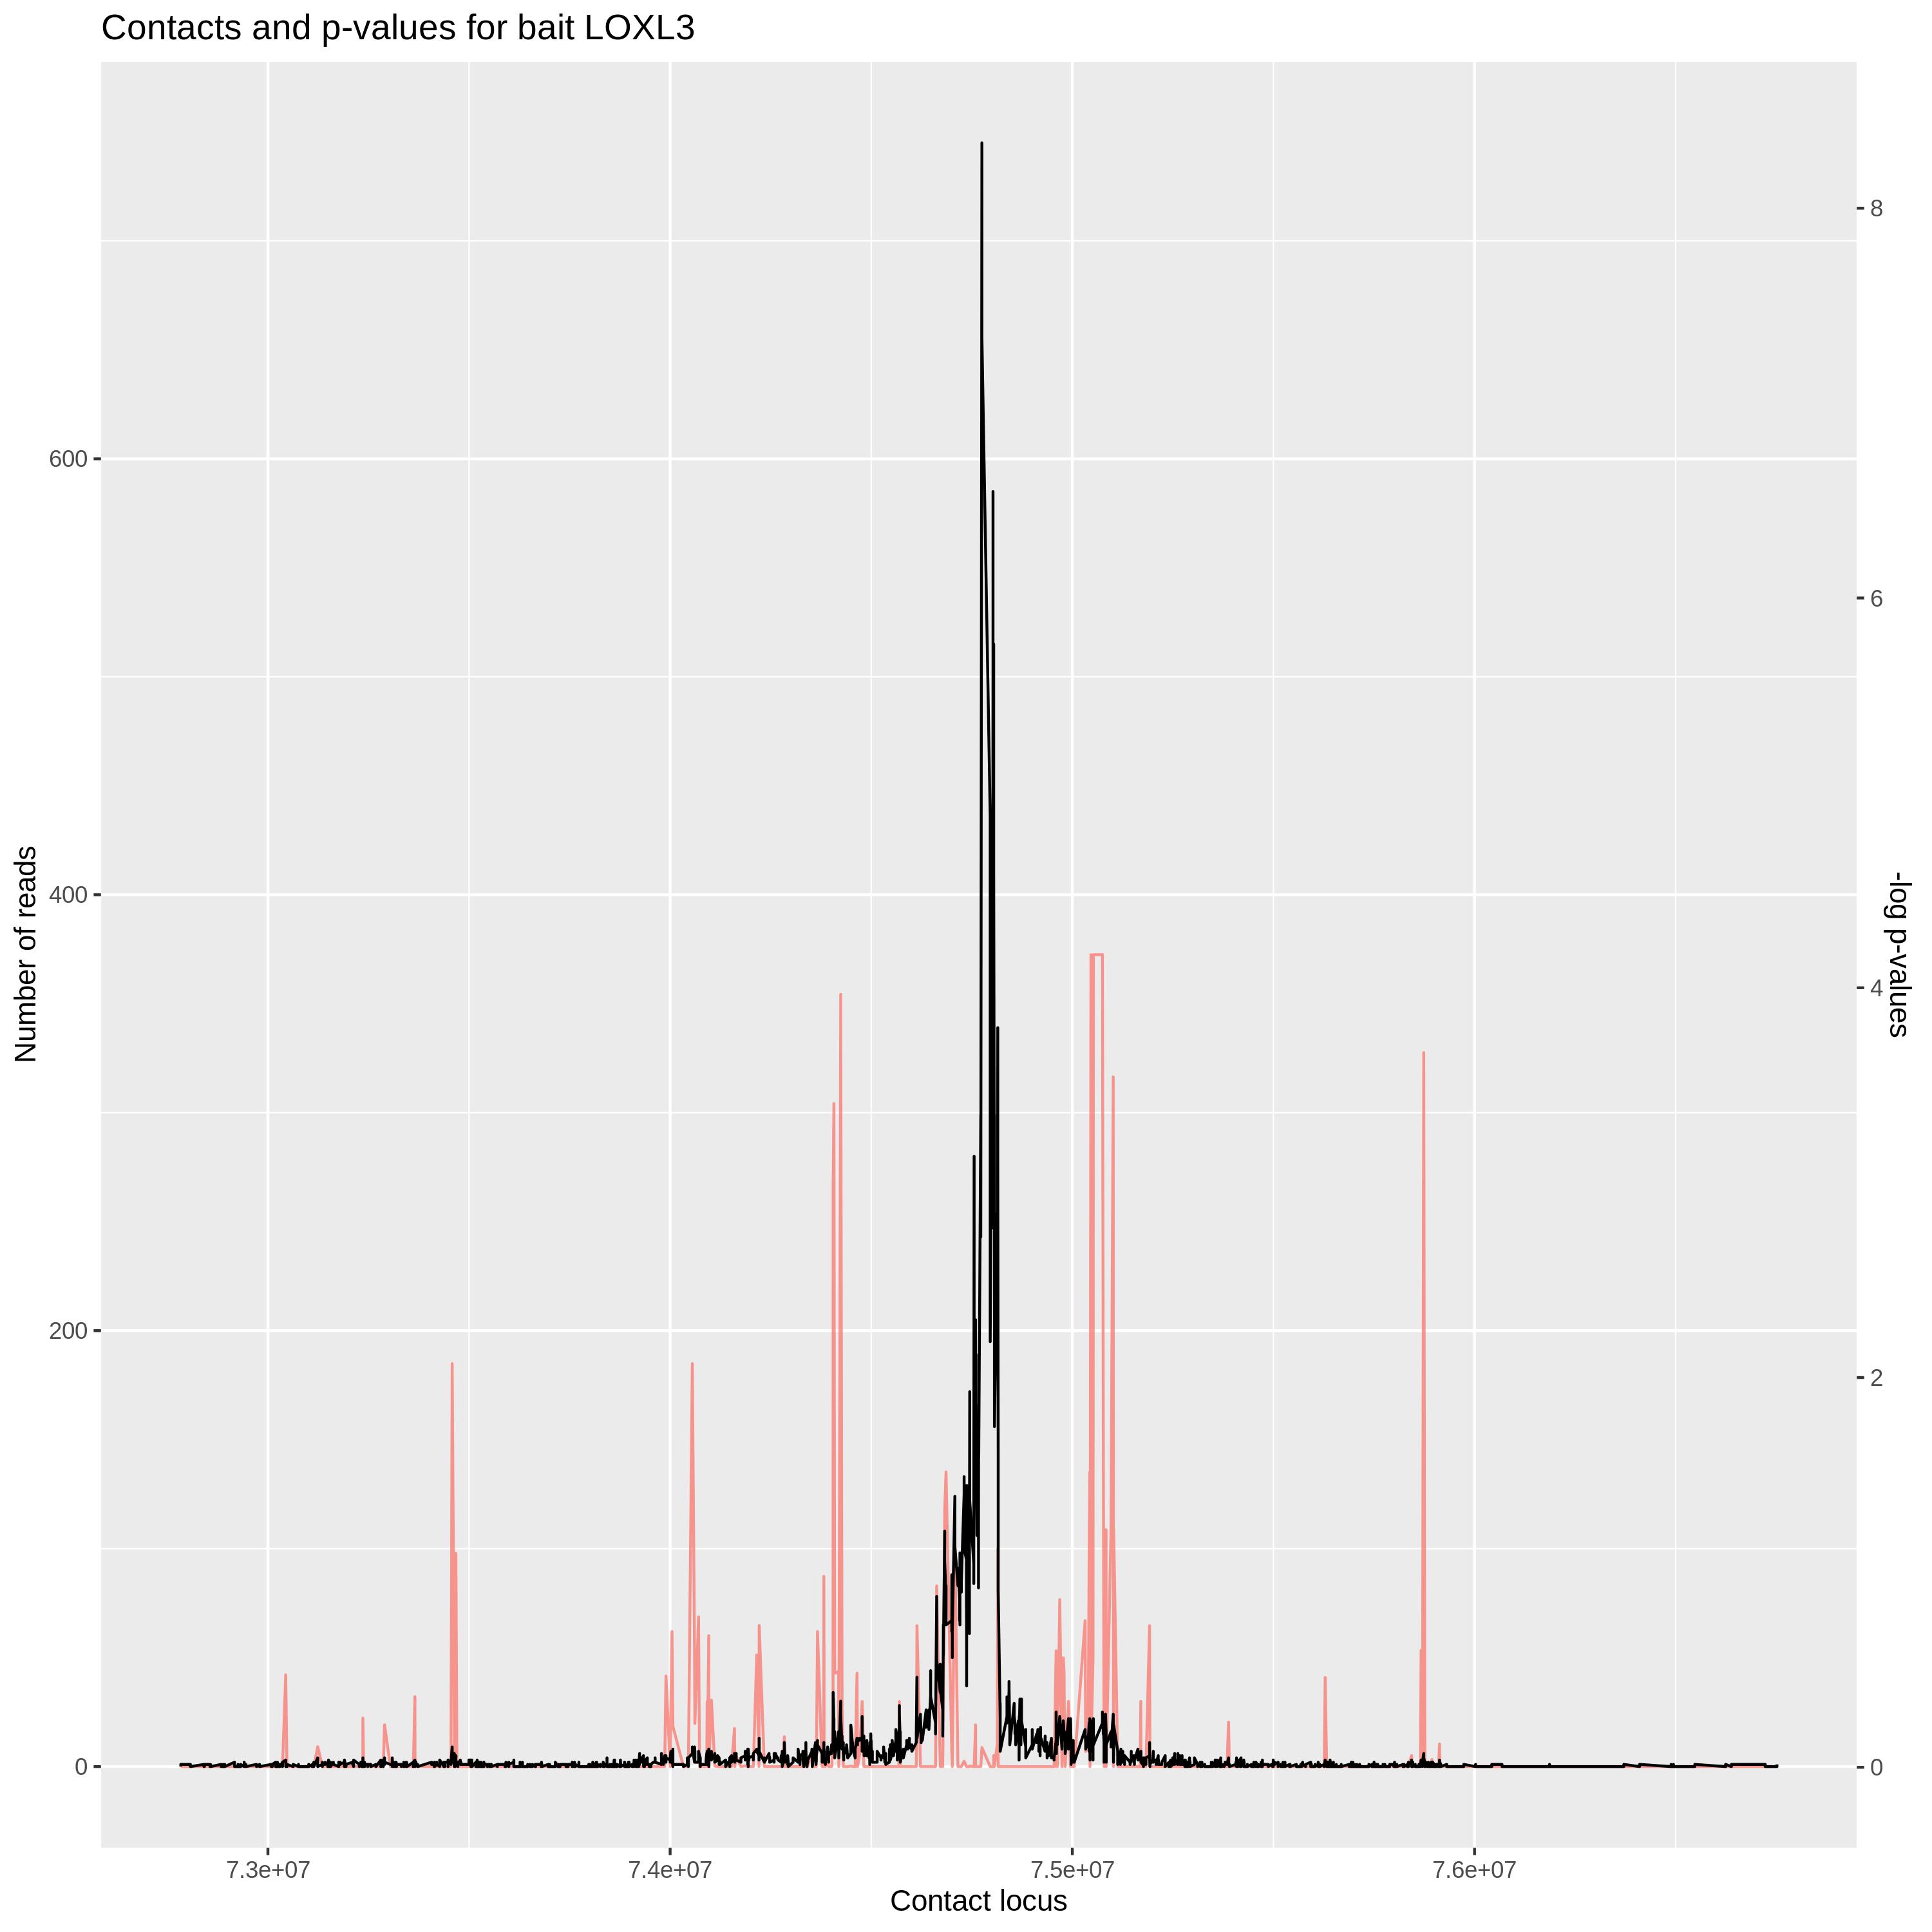 Contacts and p-values for bait LOXL3
Number of reads
600
400
200
0
8
6
4
2
0
-log p-values
7.3e+07 7.4e+07 7.5e+07 7.6e+07
Contact locus